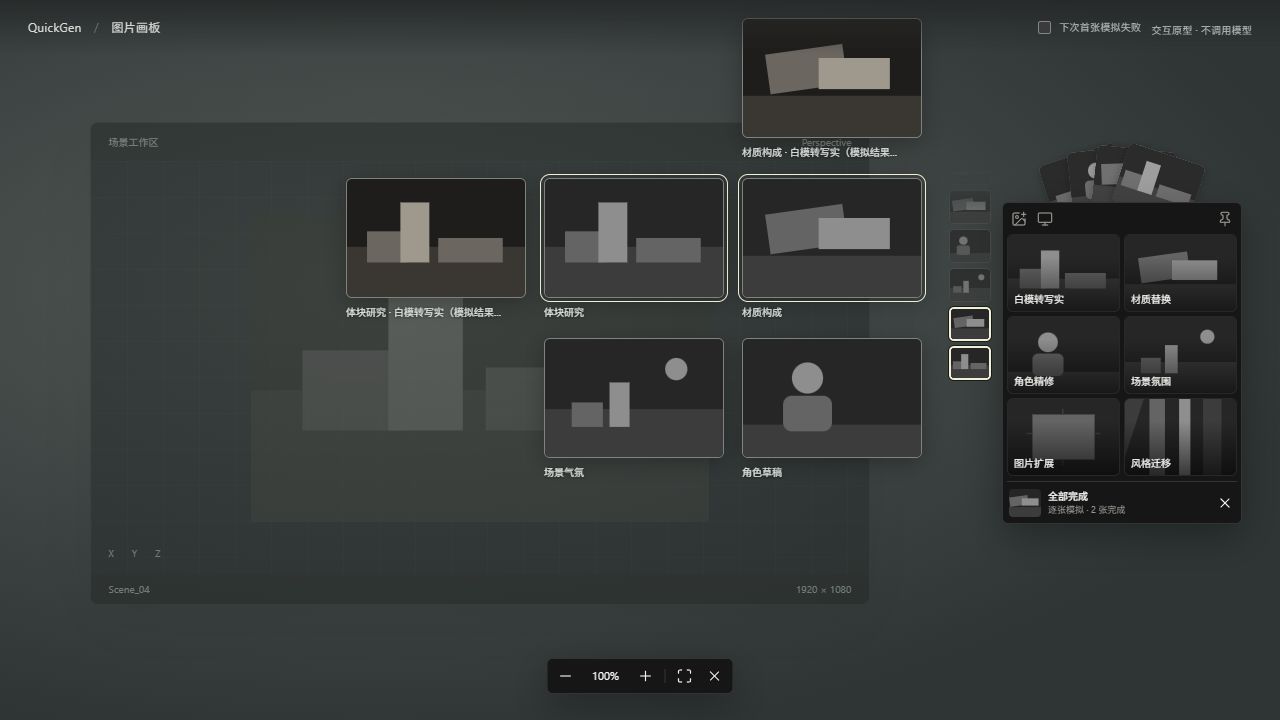 QuickGen / 图片画板
下次首张模拟失败
交互原型 · 不调用模型
场景工作区
Perspective
材质构成 · 白模转写实（模拟结果...
体块研究 · 白模转写实（模拟结果...
体块研究
材质构成
场景气氛
角色草稿
白模转写实
材质替换
角色精修
场景氛围
图片扩展
风格迁移
全部完成
逐张模拟 · 2 张完成
X Y Z
Scene_04
1920 × 1080
100%